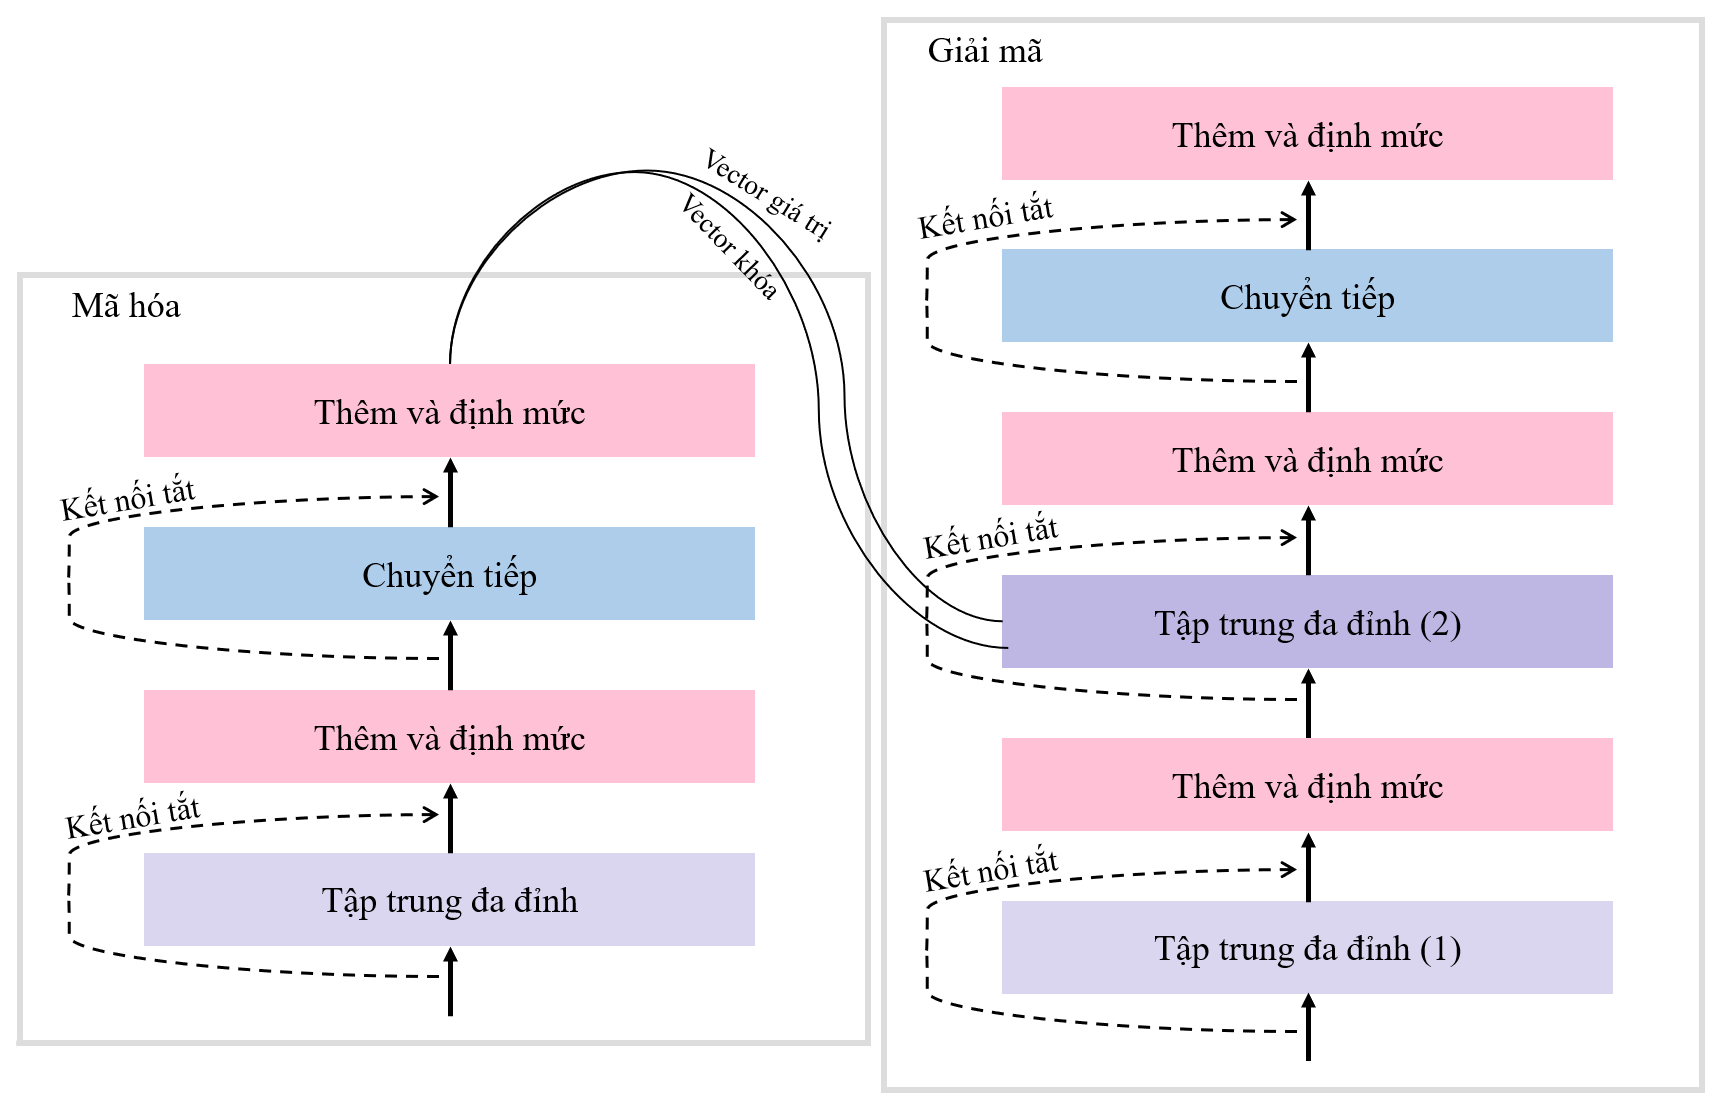 Mã hóa
Thêm và định mức
Kết nối tắt
Chuyển tiếp
Thêm và định mức
Kết nối tắt
Tập trung đa đỉnh
Vector giá trị
Vector khóa
Giải mã
Thêm và định mức
Kết nối tắt
Chuyển tiếp
Thêm và định mức
Kết nối tắt
Tập trung đa đỉnh (2)
Thêm và định mức
Kết nối tắt
Tập trung đa đỉnh (1)